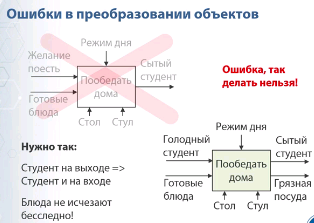 Ошибки в преобразовании объектов
Режим дня
Желание
поесть
Сытый
студент
Пообедать
дома
Готовые
блюда
Стол
Стул
Ошибка, так
делать нельзя!
Нужно так:
Студент на выходе =>
Студент и на входе
Блюда не исчезают
бесследно!
Режим дня
Голодный
студент
Сытый
студент
Пообедать
дома
Готовые
блюда
Грязная
посуда
Стол
Стул